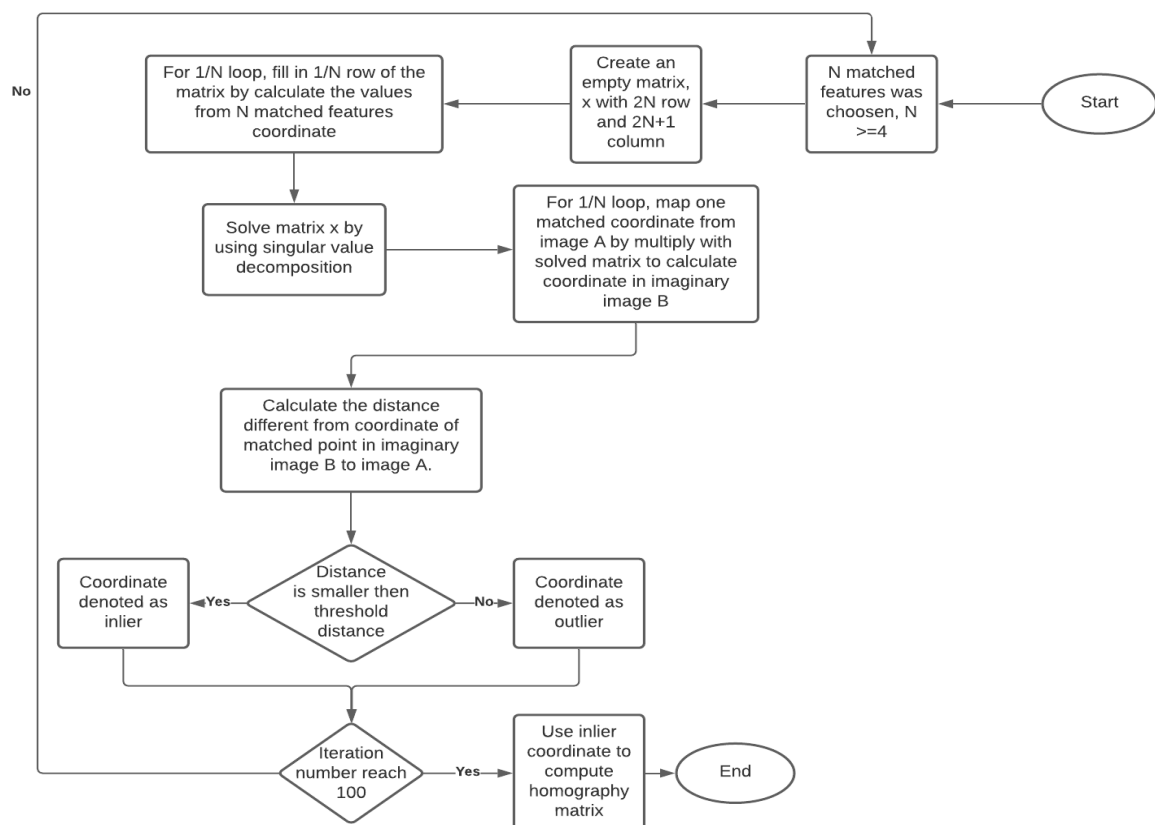 Start
N matched
features was
choosen, N
>=4
Create an
empty matrix,
x with 2N row
and 2N+1
column
For 1/N loop, fill in 1/N row of the
matrix by calculate the values
from N matched features
coordinate
Solve matrix x by
using singular value
decomposition
For 1/N loop, map one
matched coordinate from
image A by multiply with
solved matrix to calculate
coordinate in imaginary
image B
Calculate the distance
different from coordinate of
matched point in imaginary
image B to image A.
Distance
is smaller then
threshold
distance
Yes
Coordinate
denoted as
inlier
No
Coordinate
denoted as
outlier
Iteration
number reach
100
No
Yes
Use inlier
coordinate to
compute
homography
matrix
End